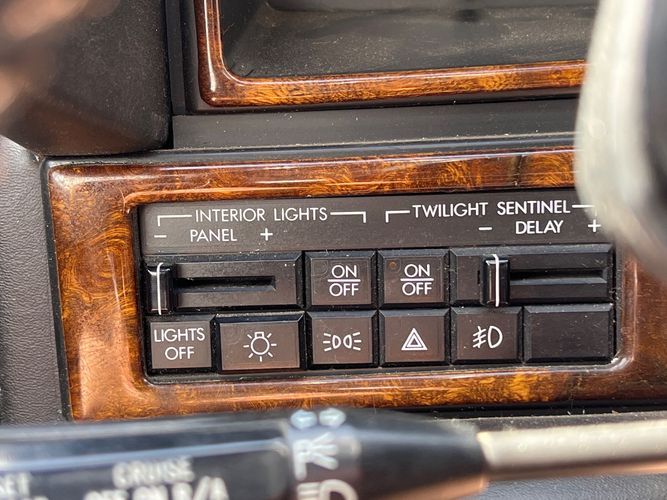 INTERIOR LIGHTS
TWILIGHT SENTINEL
- PANEL +
- DELAY +
ON
OFF
ON
OFF
LIGHTS
OFF
CRUISE